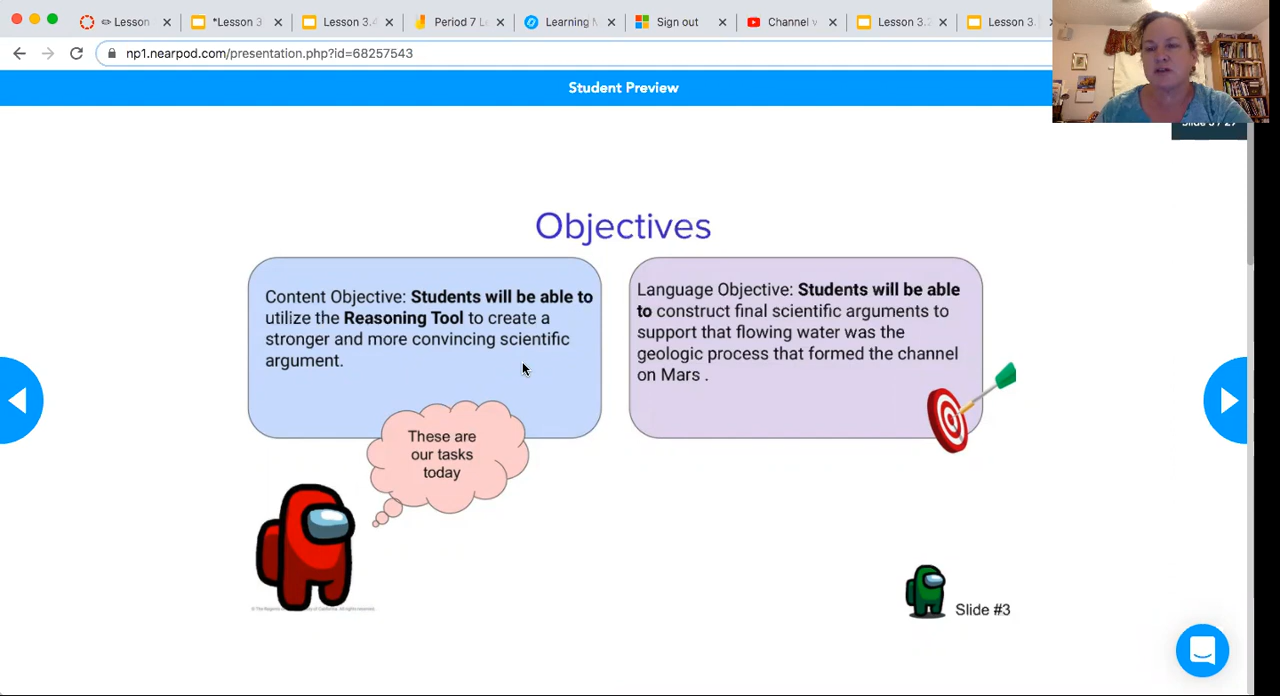 Lesson
*Lesson 3
Lesson 3.
Period 7 L
Learning M
Sign out
Channel v
Lesson 3.
Lesson 3.
np1.nearpod.com/presentation.php?id=68257543
Student Preview
Objectives
Content Objective: Students will be able to
utilize the Reasoning Tool to create a
stronger and more convincing scientific
argument.
Language Objective: Students will be able
to construct final scientific arguments to
support that flowing water was the
geologic process that formed the channel
on Mars .
These are
our tasks
today
Slide #3